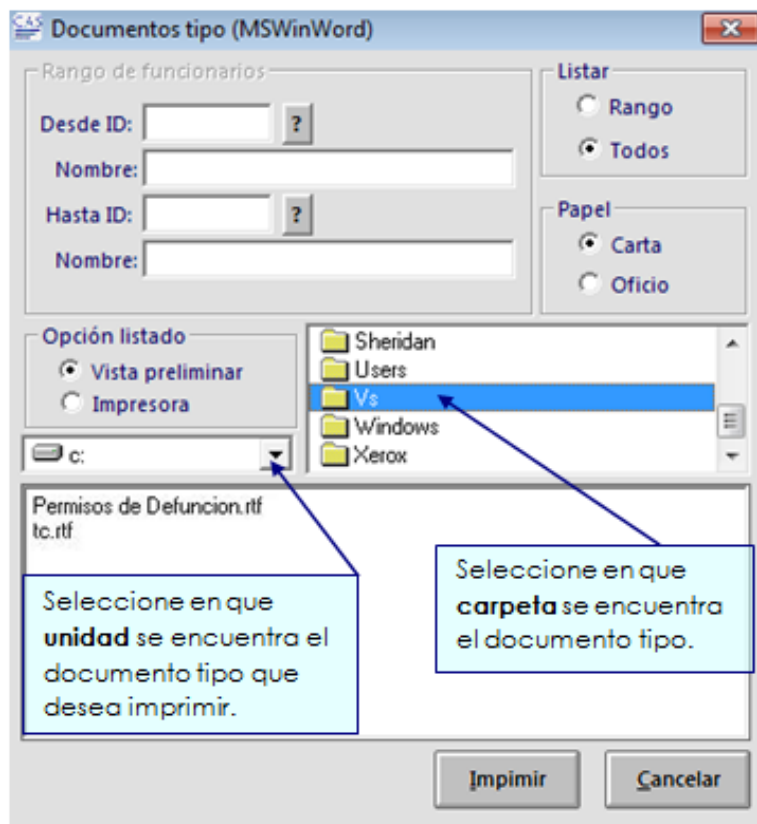 CAS
Documentos tipo (MSWinWord)
Rango de funcionarios
Desde ID:
?
Nombre:
Hasta ID:
?
Nombre:
Listar
Rango
Todos
Papel
Carta
Oficio
Opción listado
Vista preliminar
Impresora
c:
Sheridan
Users
Vs
Windows
Xerox
Permisos de Defuncion.rtf
tc.rtf
Seleccione en que
unidad se encuentra el
documento tipo que
desea imprimir.
Seleccione en que
carpeta se encuentra
el documento tipo.
Impimir
Cancelar